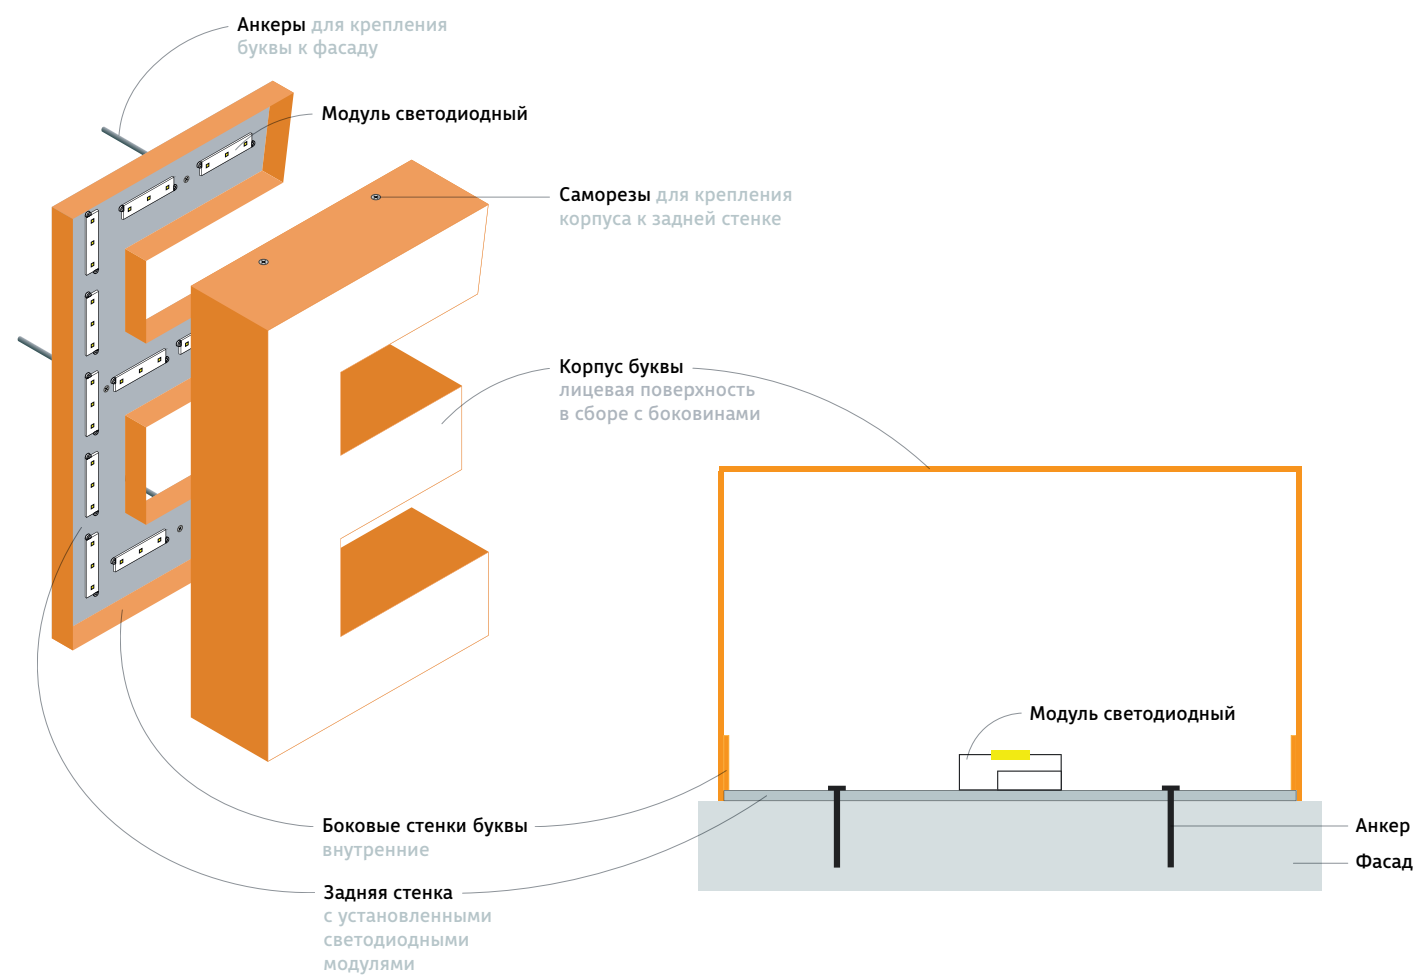 Анкеры для крепления
буквы к фасаду
Модуль светодиодный
Саморезы для крепления
корпуса к задней стенке
Корпус буквы
лицевая поверхность
в сборе с боковинами
Модуль светодиодный
Боковые стенки буквы
внутренние
Анкер
Фасад
Задняя стенка
с установленными
светодиодными
модулями